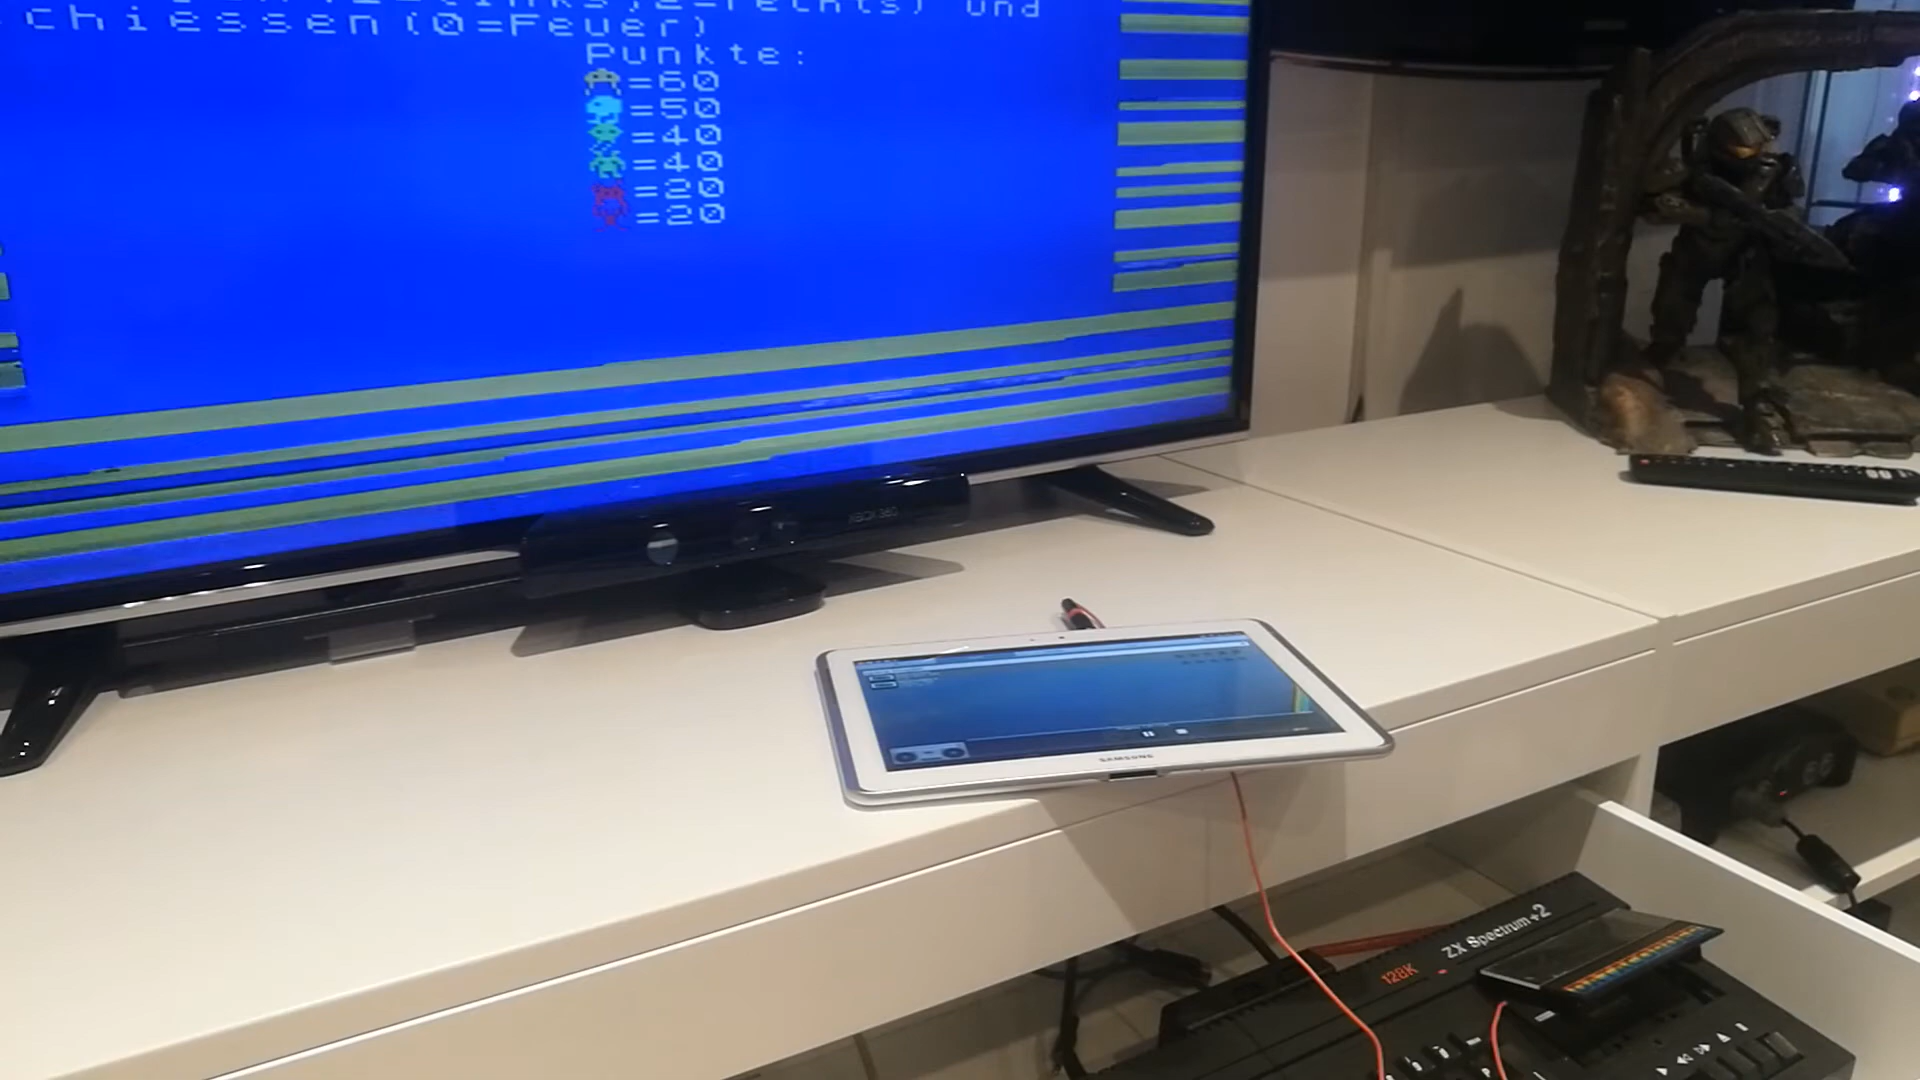 chiessen(0=Feuer)
Punkte:
=60
=50
=40
=40
=20
=20
XBOX 360
SAMSUNG
128K ZX Spectrum+2